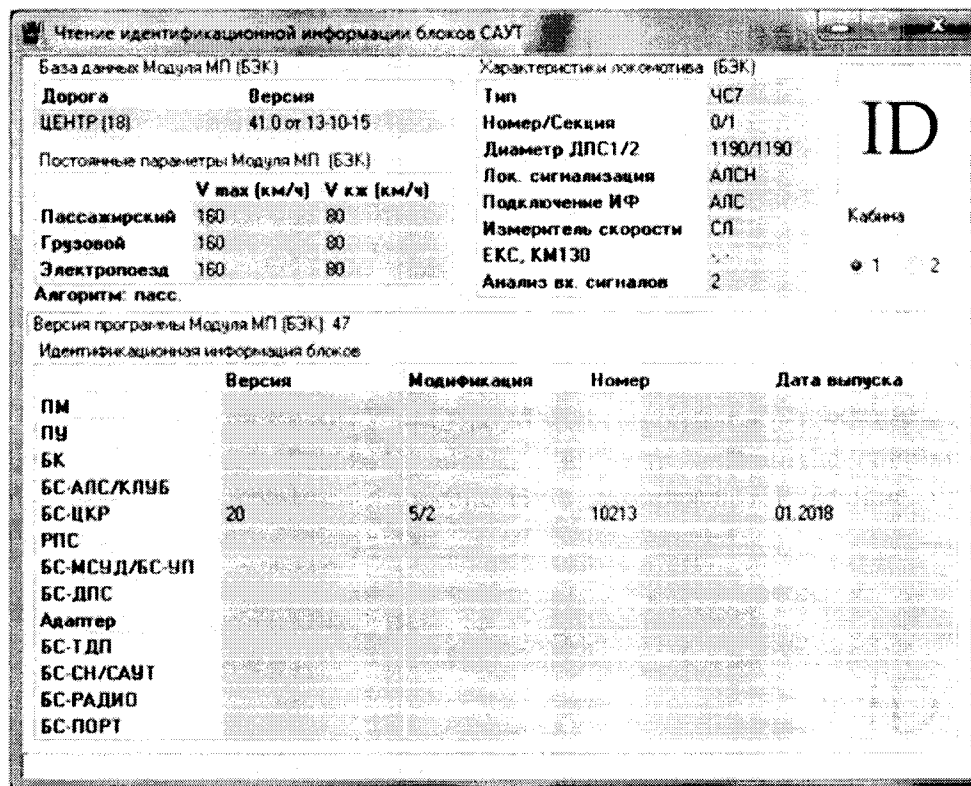 Чтение идентификационной информации блоков САУТ
База данных Модуля МП (БЭК)
Дорога Версия
ЦЕНТР (18) 41.0 от 13-10-15
Постоянные параметры Модуля МП (БЭК)
V max (км/ч) V кж (км/ч)
Пассажирский 160 80
Грузовой 160 80
Электропоезд 160 80
Алгоритм: пасс.
Характеристики локомотива (БЭК)
Тип ЧС7
Номер/Секция 0/1
Диаметр ДПС1/2 1190/1190
Лок. сигнализация АЛСН
Подключение ИФ АЛС
Измеритель скорости СЛ
ЕКС, КМ130 -,-
Анализ вх. сигналов 2
ID
Кабина
1 2
Версия программы Модуля МП (БЭК) 47
Идентификационная информация блоков
Версия Модификация Номер Дата выпуска
ПМ
ПУ
БК
БС-АЛС/КЛУБ
БС-ЦКР 20 5/2 10213 01.2018
РПС
БС-МСУД/БС-УП
БС-ДПС
Адаптер
БС-ТДП
БС-СН/САУТ
БС-РАДИО
БС-ПОРТ